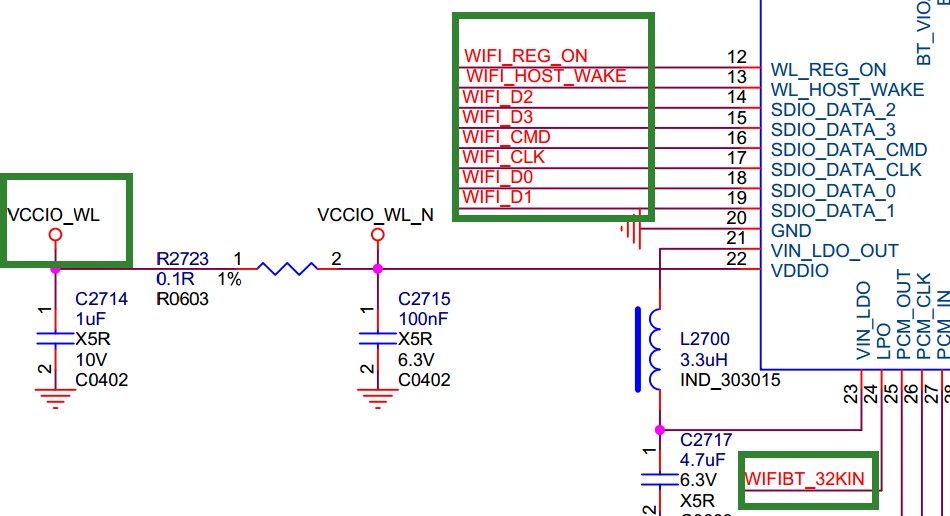 BT_VIO
WIFI_REG_ON 12 WL_REG_ON
WIFI_HOST_WAKE 13 WL_HOST_WAKE
WIFI_D2 14 SDIO_DATA_2
WIFI_D3 15 SDIO_DATA_3
WIFI_CMD 16 SDIO_DATA_CMD
WIFI_CLK 17 SDIO_DATA_CLK
WIFI_D0 18 SDIO_DATA_0
WIFI_D1 19 SDIO_DATA_1
20 GND
21 VIN_LDO_OUT
22 VDDIO
VCCIO_WL
VCCIO_WL_N
R2723 1 2
0.1R 1%
R0603
1
C2714
1uF
X5R
10V
C0402
2
1
C2715
100nF
X5R
6.3V
C0402
2
L2700
3.3uH
IND_303015
VIN_LDO
LPO
PCM_OUT
PCM_CLK
PCM_IN
23
24
25
26
27
1
C2717
4.7uF
6.3V
X5R
2
WIFIBT_32KIN